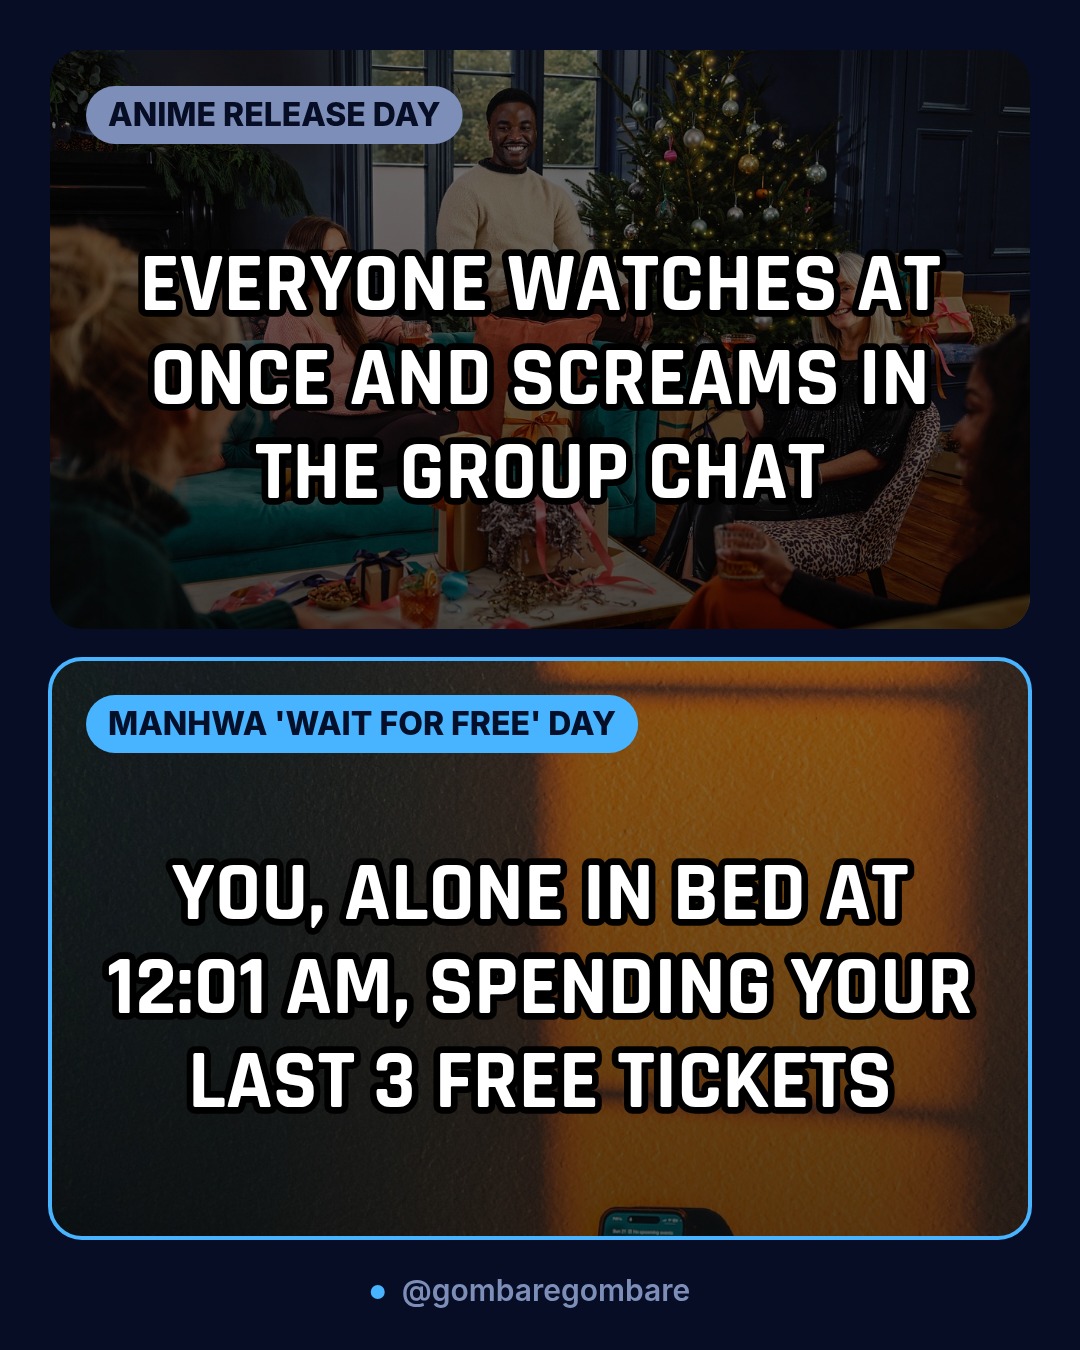 ANIME RELEASE DAY
EVERYONE WATCHES AT
ONCE AND SCREAMS IN
THE GROUP CHAT
MANHWA 'WAIT FOR FREE' DAY
YOU, ALONE IN BED AT
12:01 AM, SPENDING YOUR
LAST 3 FREE TICKETS
@gombaregombare